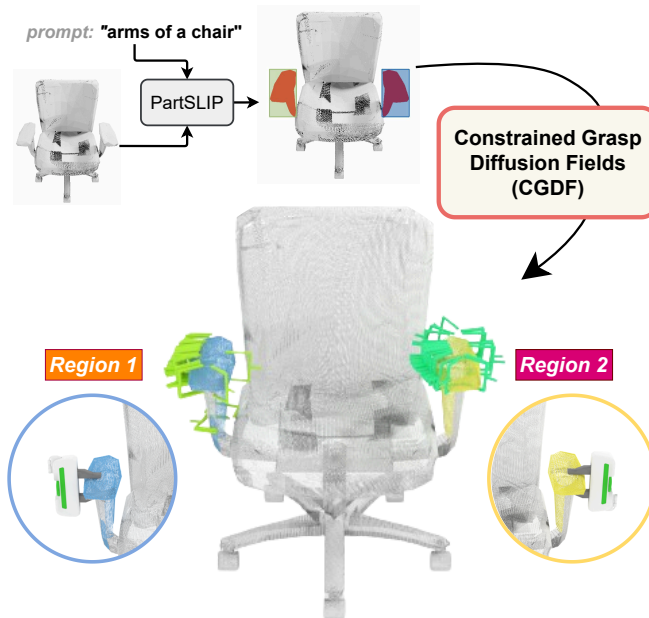 prompt: "arms of a chair"
PartSLIP
Constrained Grasp
Diffusion Fields
(CGDF)
Region 1
Region 2